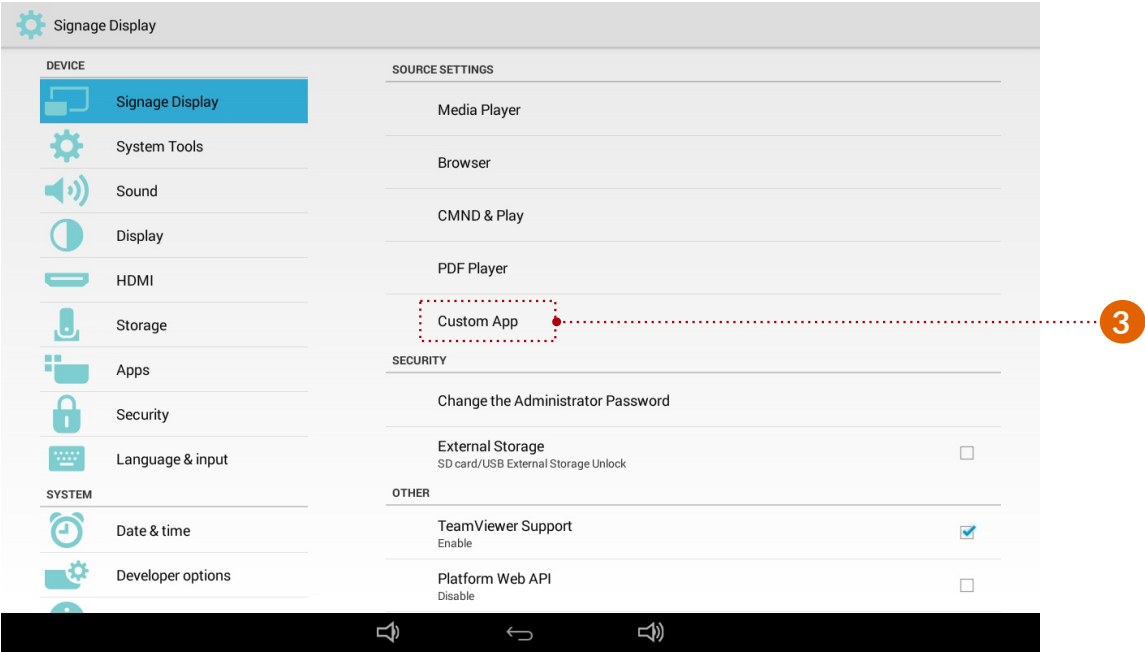 Signage Display
DEVICE
Signage Display
System Tools
Sound
Display
HDMI
Storage
Apps
Security
Language & input
SYSTEM
Date & time
Developer options
SOURCE SETTINGS
Media Player
Browser
CMND & Play
PDF Player
Custom App
3
SECURITY
Change the Administrator Password
External Storage
SD card/USB External Storage Unlock
OTHER
TeamViewer Support
Enable
Platform Web API
Disable